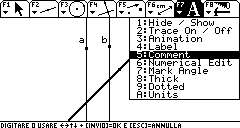 F1 F2 F3 F4 F5 F6 cm F7 A F8
a b
1:Hide / Show
2:Trace On / Off
3:Animation
4:Label
5:Comment
6:Numerical Edit
7:Mark Angle
8:Thick
9:Dotted
A:Units
DIGITARE O USARE ←→↑↓ + [INVIO]=OK E [ESC]=ANNULLA